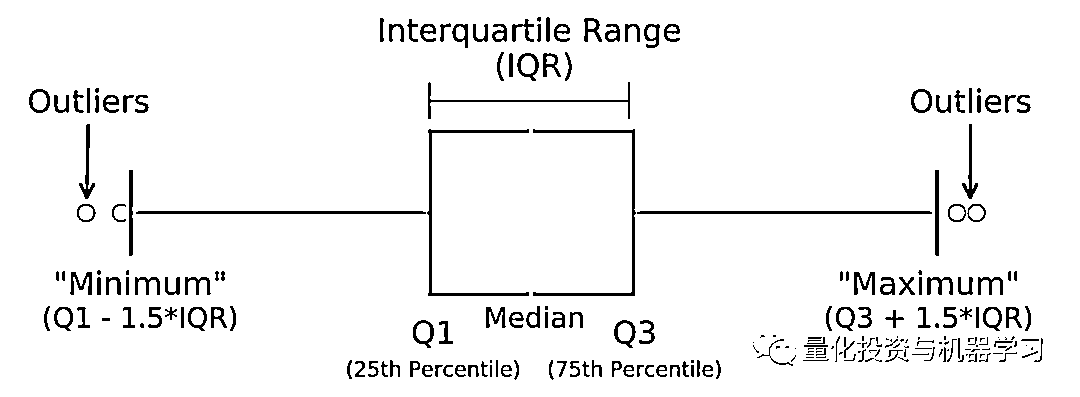 Interquartile Range
(IQR)
Outliers
Outliers
"Minimum"
(Q1 - 1.5*IQR)
"Maximum"
(Q3 + 1.5*IQR)
Q1
Median
Q3
(25th Percentile)
(75th Percentile)
量化投资与机器学习